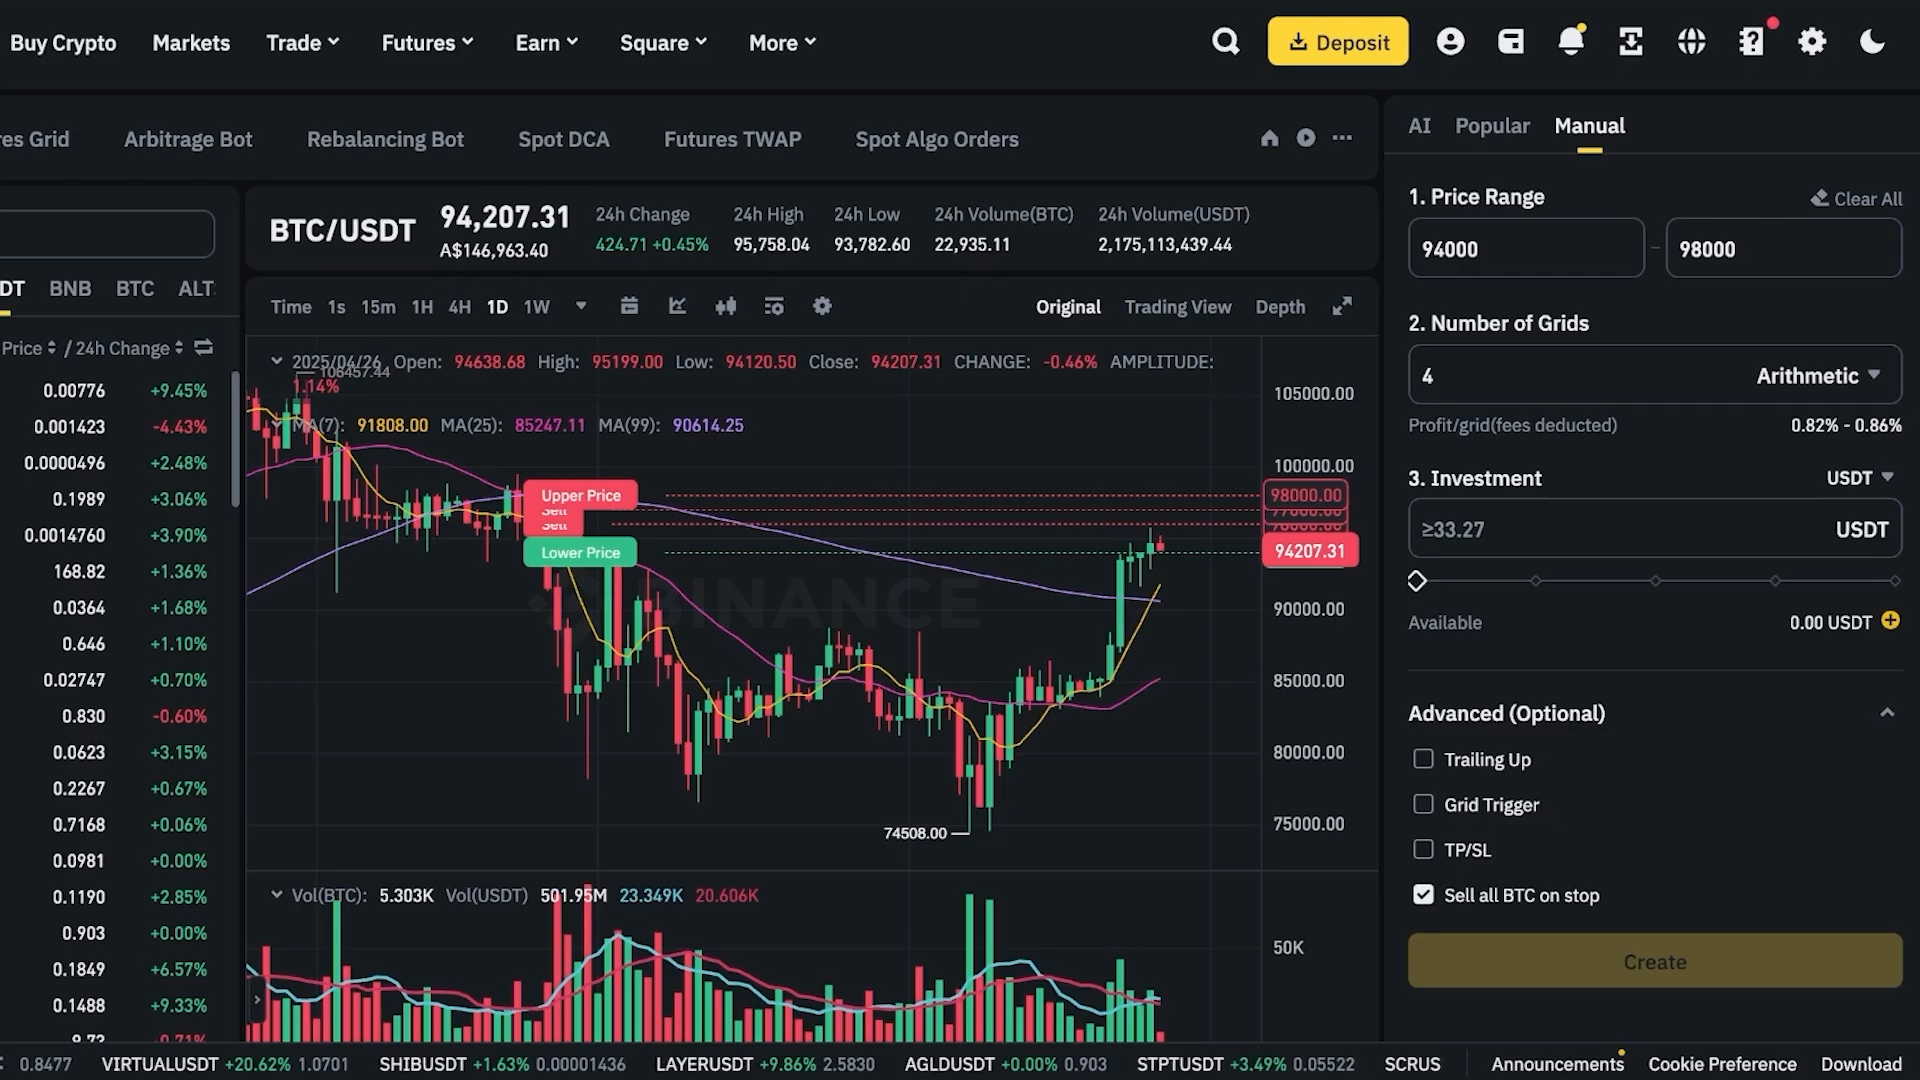 Buy Crypto Markets Trade Futures Earn Square More Deposit
es Grid Arbitrage Bot Rebalancing Bot Spot DCA Futures TWAP Spot Algo Orders
AI Popular Manual
BTC/USDT 94,207.31 A$146,963.40
24h Change 24h High 24h Low 24h Volume(BTC) 24h Volume(USDT)
424.71 +0.45% 95,758.04 93,782.60 22,935.11 2,175,113,439.44
DT BNB BTC ALT
Price / 24h Change
0.00776 +9.45%
0.001423 -4.43%
0.0000496 +2.48%
0.1989 +3.06%
0.0014760 +3.90%
168.82 +1.36%
0.0364 +1.68%
0.646 +1.10%
0.02747 +0.70%
0.830 -0.60%
0.0623 +3.15%
0.2267 +0.67%
0.7168 +0.06%
0.0981 +0.00%
0.1190 +2.85%
0.903 +0.00%
0.1849 +6.57%
0.1488 +9.33%
Time 1s 15m 1H 4H 1D 1W Original Trading View Depth
2025/04/26 Open: 94638.68 High: 95199.00 Low: 94120.50 Close: 94207.31 CHANGE: -0.46% AMPLITUDE:
1.14%
106457.44
MA(7): 91808.00 MA(25): 85247.11 MA(99): 90614.25
105000.00
100000.00
Upper Price 98000.00
Sell 77000.00
Sell
Lower Price 94207.31
BINANCE
90000.00
85000.00
80000.00
75000.00
74508.00
Vol(BTC): 5.303K Vol(USDT) 501.95M 23.349K 20.606K
50K
1. Price Range Clear All
94000 – 98000
2. Number of Grids
4 Arithmetic
Profit/grid(fees deducted) 0.82% - 0.86%
3. Investment USDT
≥33.27 USDT
Available 0.00 USDT
Advanced (Optional)
Trailing Up
Grid Trigger
TP/SL
Sell all BTC on stop
Create
0.8477 VIRTUALUSDT +20.62% 1.0701 SHIBUSDT +1.63% 0.00001436 LAYERUSDT +9.86% 2.5830 AGLDUSDT +0.00% 0.903 STPTUSDT +3.49% 0.05522 SCRUS Announcements Cookie Preference Download